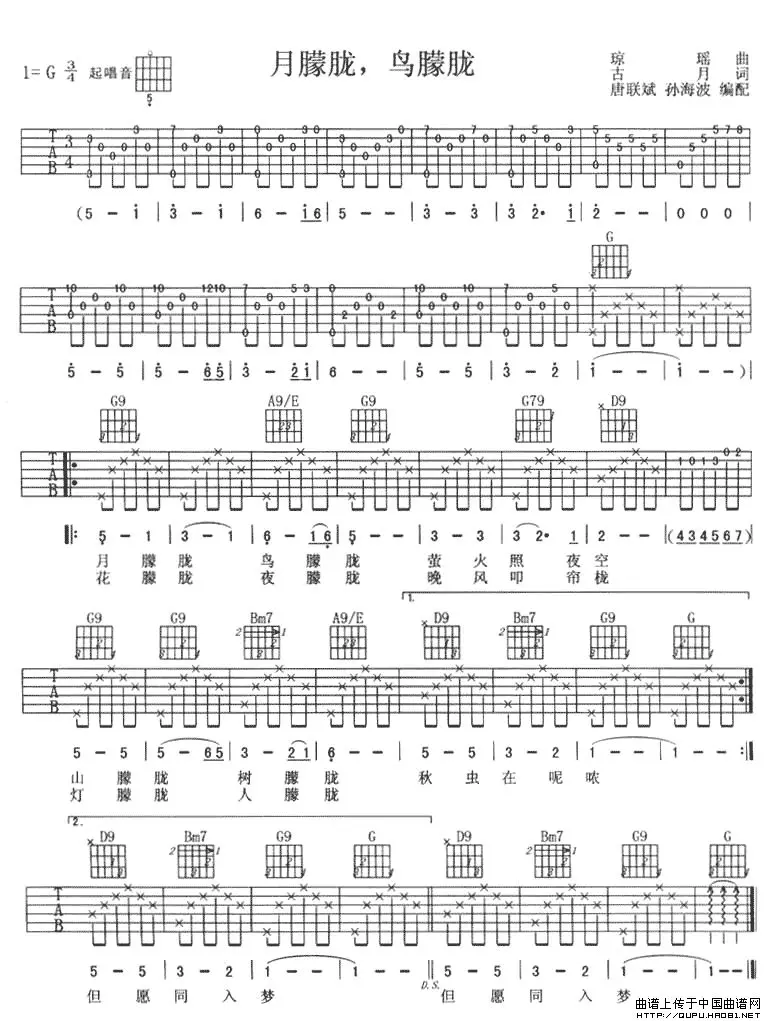 月朦胧，鸟朦胧
1=G 3/4 起唱音
琼 瑶 曲
古 月 词
唐联斌 孙海波 编配
5
T A B 3 4
(5 - i | 3 - i | 6 - i6 | 5 - - | 3 - 3 | 3 2· i | 2 - - | 0 0 0
G
T A B
5 - 5 | 5 - 65 | 3 - 21 | 6 - - | 5 - 5 | 3 - 2 | i - - | i - - )
G9 A9/E G9 G79 D9
T A B
5 - 1 | 3 - 1 | 6 - 16 | 5 - - | 3 - 3 | 3 2· 1 | 2 - - | (434567)
月 朦 胧 鸟 朦 胧 萤 火 照 夜 空
花 朦 胧 夜 朦 胧 晚 风 叩 帘 栊
1.
G9 G9 Bm7 A9/E D9 Bm7 G9 G
T A B
5 - 5 | 5 - 65 | 3 - 21 | 6 - - | 5 - 5 | 3 - 2 | 1 - - | 1 - -
山 朦 胧 树 朦 胧 秋 虫 在 呢 哝
灯 朦 胧 人 朦 胧
2.
D9 Bm7 G9 G D9 Bm7 G9 G
T A B
5 - 5 | 3 - 2 | 1 - - | 1 - - | 5 - 5 | 3 - 2 | 1 - - | 1 - -
D.S.
但 愿 同 入 梦 但 愿 同 入 梦
曲谱上传于中国曲谱网
HTTP://QUPU.HAO81.NET